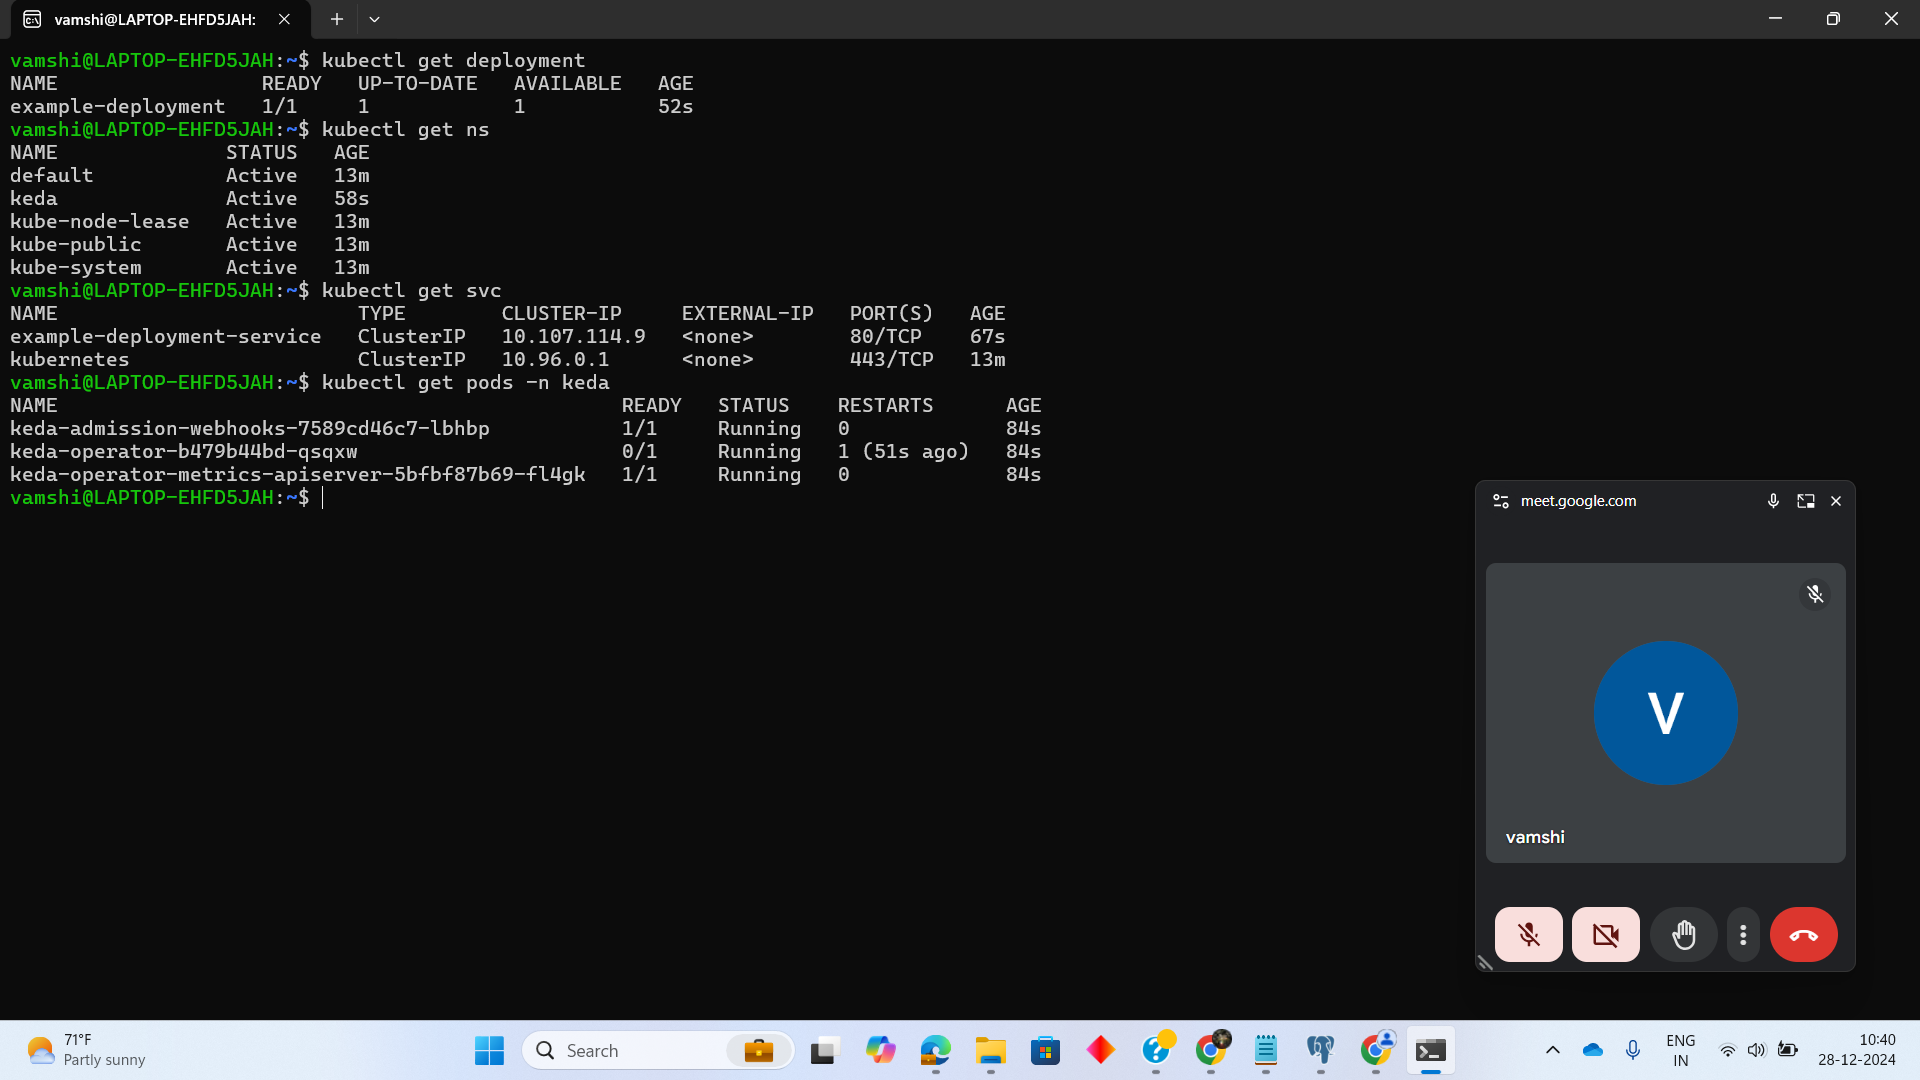 vamshi@LAPTOP-EHFD5JAH:
vamshi@LAPTOP-EHFD5JAH:~$ kubectl get deployment
NAME                 READY   UP-TO-DATE   AVAILABLE   AGE
example-deployment   1/1     1            1           52s
vamshi@LAPTOP-EHFD5JAH:~$ kubectl get ns
NAME              STATUS   AGE
default           Active   13m
keda              Active   58s
kube-node-lease   Active   13m
kube-public       Active   13m
kube-system       Active   13m
vamshi@LAPTOP-EHFD5JAH:~$ kubectl get svc
NAME                         TYPE        CLUSTER-IP     EXTERNAL-IP   PORT(S)   AGE
example-deployment-service   ClusterIP   10.107.114.9   <none>        80/TCP    67s
kubernetes                   ClusterIP   10.96.0.1      <none>        443/TCP   13m
vamshi@LAPTOP-EHFD5JAH:~$ kubectl get pods -n keda
NAME                                               READY   STATUS    RESTARTS      AGE
keda-admission-webhooks-7589cd46c7-lbhbp           1/1     Running   0             84s
keda-operator-b479b44bd-qsqxw                      0/1     Running   1 (51s ago)   84s
keda-operator-metrics-apiserver-5bfbf87b69-fl4gk   1/1     Running   0             84s
vamshi@LAPTOP-EHFD5JAH:~$
meet.google.com
V
vamshi
71°F
Partly sunny
Search
ENG
IN
10:40
28-12-2024